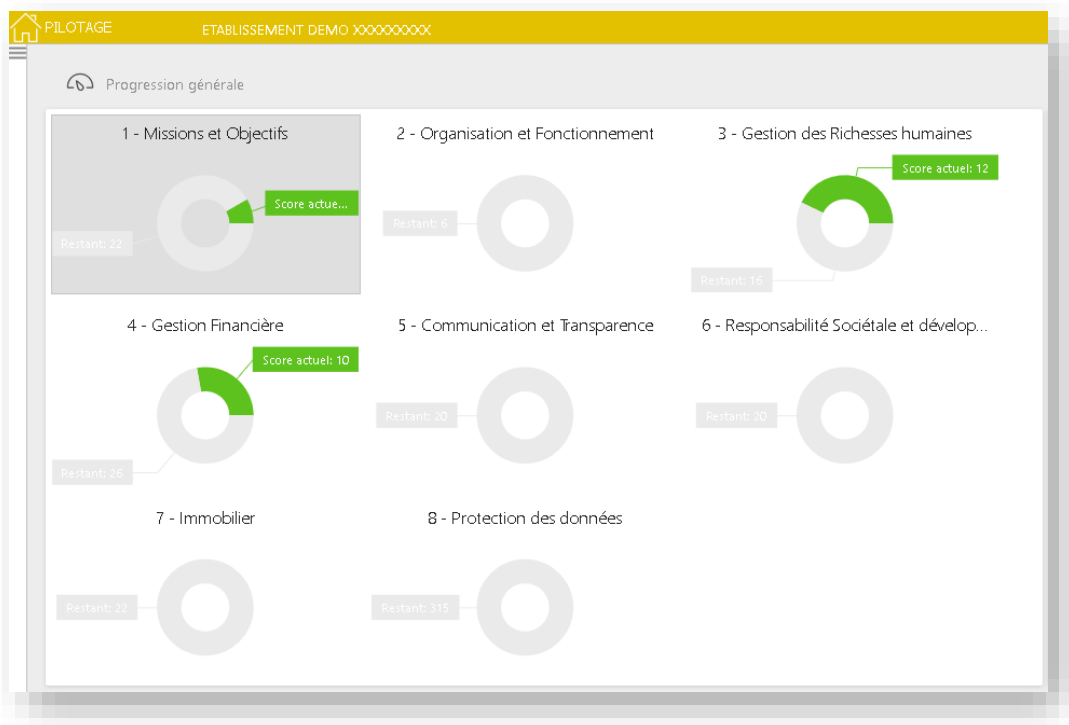 PILOTAGE ETABLISSEMENT DEMO XXXXXXXXXX
Progression générale
1 - Missions et Objectifs
Score actue...
Restant: 22
2 - Organisation et Fonctionnement
Restant: 6
3 - Gestion des Richesses humaines
Score actuel: 12
Restant: 16
4 - Gestion Financière
Score actuel: 10
Restant: 26
5 - Communication et Transparence
Restant: 20
6 - Responsabilité Sociétale et dévelop...
Restant: 20
7 - Immobilier
Restant: 22
8 - Protection des données
Restant: 315